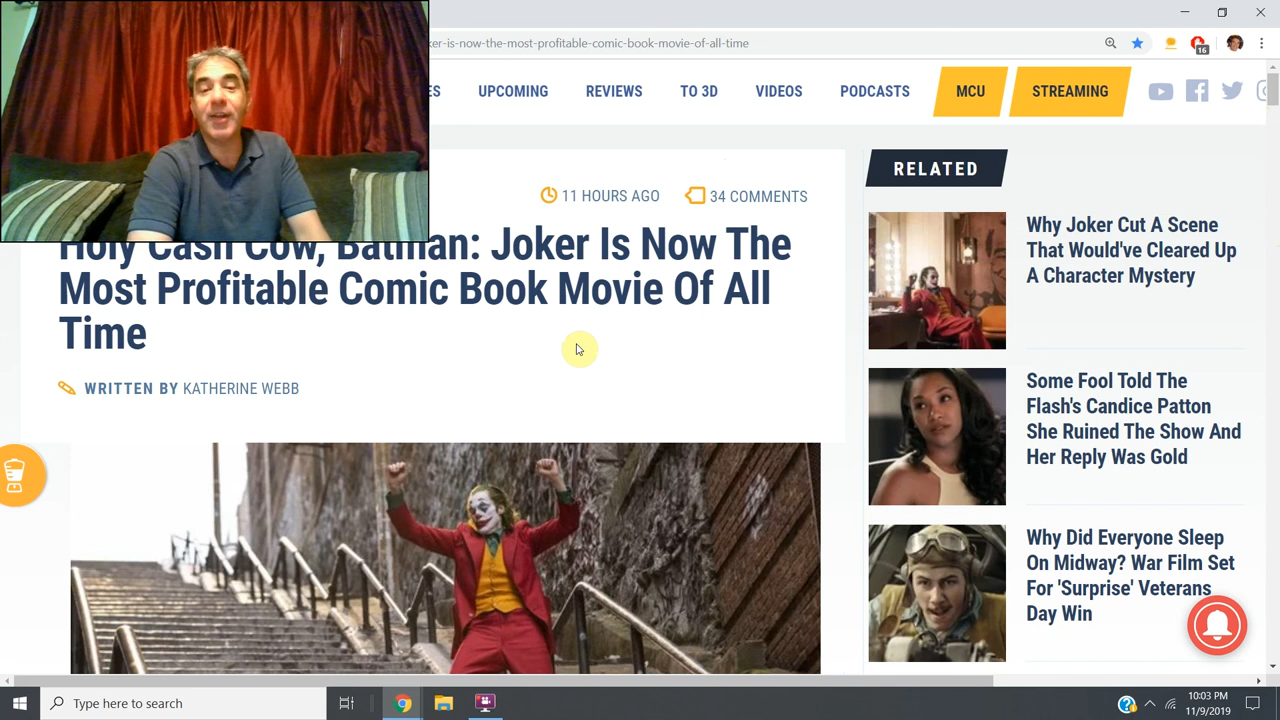 ker-is-now-the-most-profitable-comic-book-movie-of-all-time
16
ES UPCOMING REVIEWS TO 3D VIDEOS PODCASTS MCU STREAMING
11 HOURS AGO 34 COMMENTS
Holy Cash Cow, Batman: Joker Is Now The
Most Profitable Comic Book Movie Of All
Time
WRITTEN BY KATHERINE WEBB
RELATED
Why Joker Cut A Scene
That Would've Cleared Up
A Character Mystery
Some Fool Told The
Flash's Candice Patton
She Ruined The Show And
Her Reply Was Gold
Why Did Everyone Sleep
On Midway? War Film Set
For 'Surprise' Veterans
Day Win
Type here to search
10:03 PM
11/9/2019